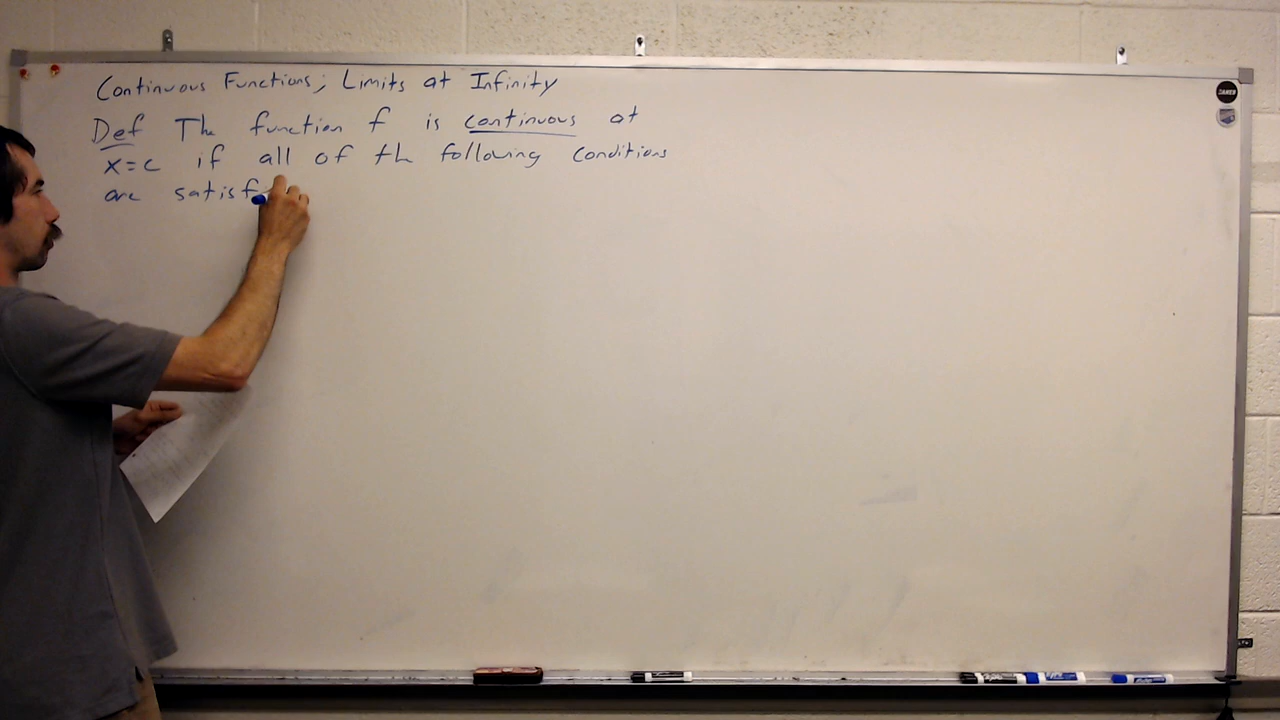 Continuous Functions; Limits at Infinity
Def The function f is continuous at
x=c if all of the following conditions
are satisf